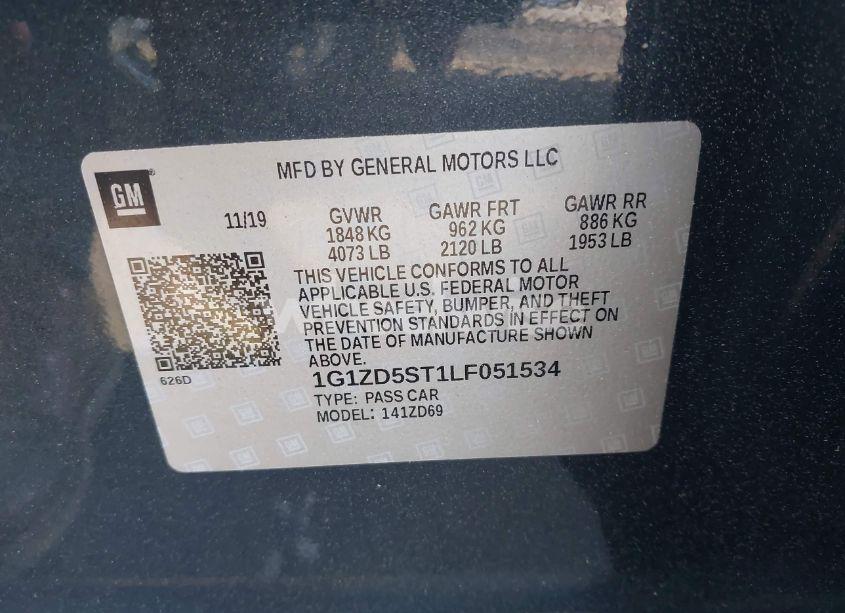 MFD BY GENERAL MOTORS LLC
GM
11/19
GVWR
1848 KG
4073 LB
GAWR FRT
962 KG
2120 LB
GAWR RR
886 KG
1953 LB
THIS VEHICLE CONFORMS TO ALL
APPLICABLE U.S. FEDERAL MOTOR
VEHICLE SAFETY, BUMPER, AND THEFT
PREVENTION STANDARDS IN EFFECT ON
THE DATE OF MANUFACTURE SHOWN
ABOVE.
626D
1G1ZD5ST1LF051534
TYPE: PASS CAR
MODEL: 141ZD69